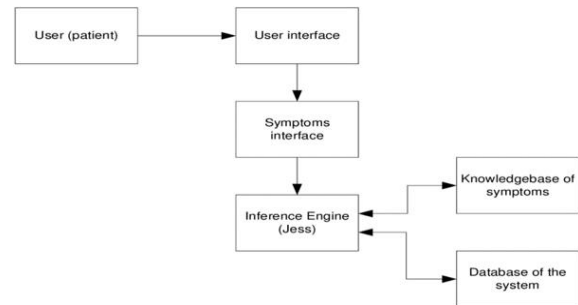 User (patient)
User interface
Symptoms
interface
Inference Engine
(Jess)
Knowledgebase of
symptoms
Database of the
system